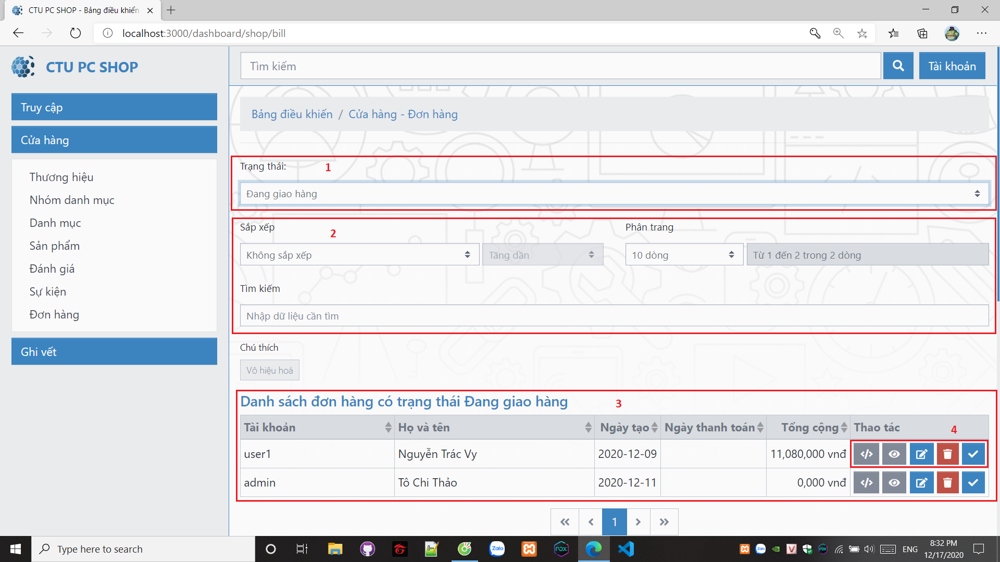 CTU PC SHOP - Bảng điều khiển
localhost:3000/dashboard/shop/bill
CTU PC SHOP
Tìm kiếm
Tài khoản
Truy cập
Cửa hàng
Thương hiệu
Nhóm danh mục
Danh mục
Sản phẩm
Đánh giá
Sự kiện
Đơn hàng
Ghi vết
Bảng điều khiển / Cửa hàng - Đơn hàng
Trạng thái: 1
Đang giao hàng
Sắp xếp 2 Phân trang
Không sắp xếp Tăng dần 10 dòng Từ 1 đến 2 trong 2 dòng
Tìm kiếm
Nhập dữ liệu cần tìm
Chú thích
Vô hiệu hoá
Danh sách đơn hàng có trạng thái Đang giao hàng 3
Tài khoản Họ và tên Ngày tạo Ngày thanh toán Tổng cộng Thao tác 4
user1 Nguyễn Trác Vy 2020-12-09 11,080,000 vnđ
admin Tô Chi Thảo 2020-12-11 0,000 vnđ
« ‹ 1 › »
Type here to search
Zalo
nox
ENG
8:32 PM
12/17/2020